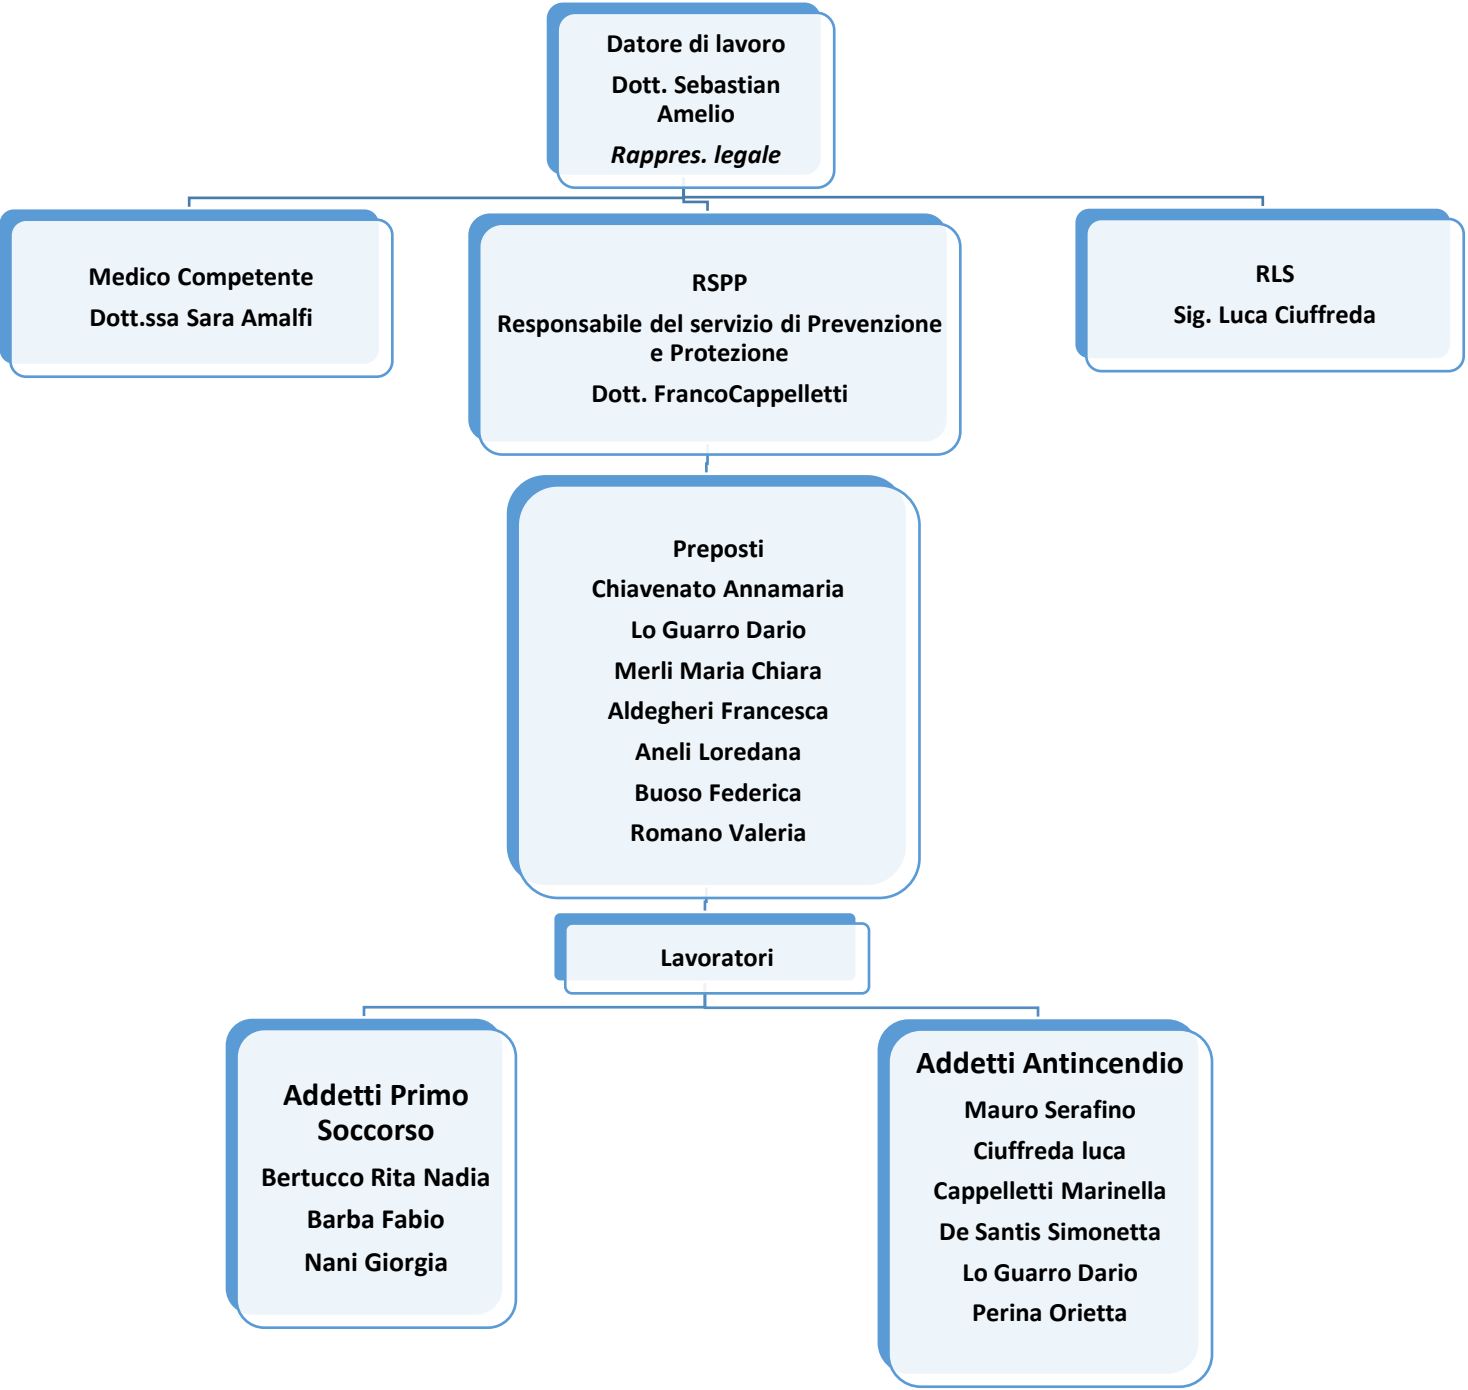 Datore di lavoro
Dott. Sebastian
Amelio
Rappres. legale
Medico Competente
Dott.ssa Sara Amalfi
RSPP
Responsabile del servizio di Prevenzione
e Protezione
Dott. FrancoCappelletti
RLS
Sig. Luca Ciuffreda
Preposti
Chiavenato Annamaria
Lo Guarro Dario
Merli Maria Chiara
Aldegheri Francesca
Aneli Loredana
Buoso Federica
Romano Valeria
Lavoratori
Addetti Primo
Soccorso
Bertucco Rita Nadia
Barba Fabio
Nani Giorgia
Addetti Antincendio
Mauro Serafino
Ciuffreda luca
Cappelletti Marinella
De Santis Simonetta
Lo Guarro Dario
Perina Orietta